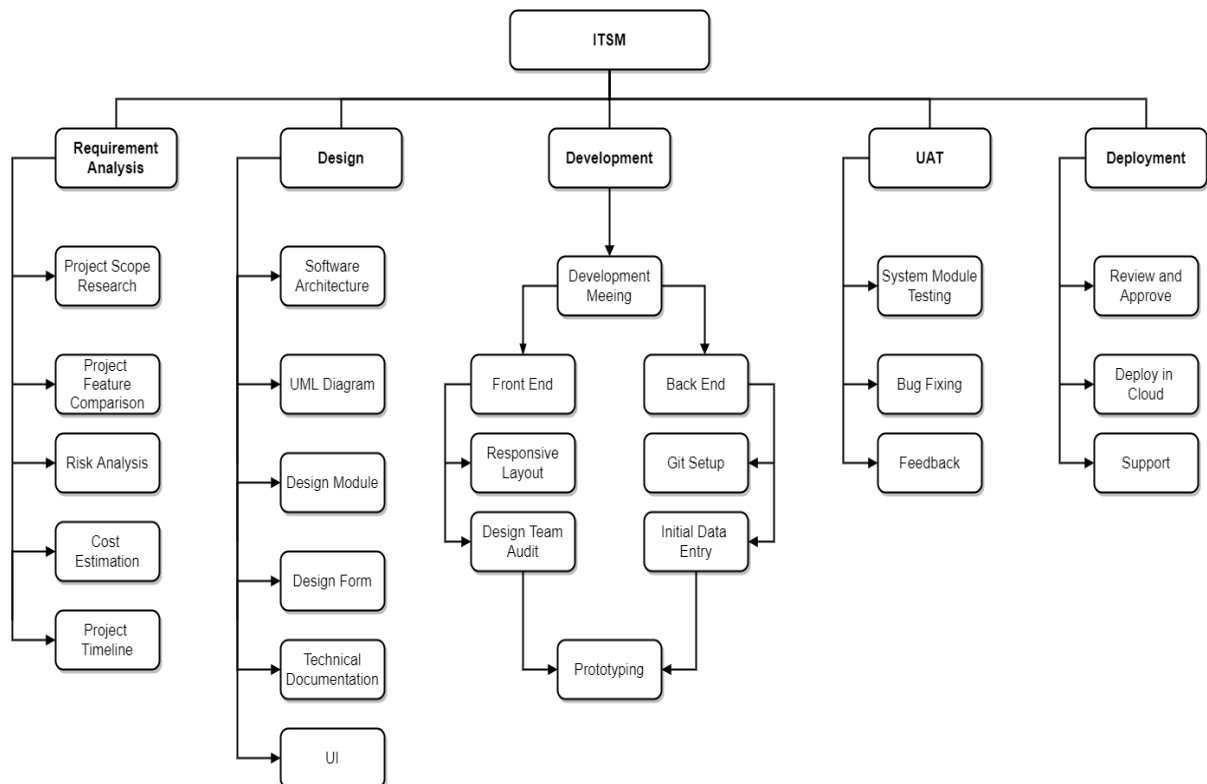 ITSM
Requirement
Analysis
Design
Development
UAT
Deployment
Project Scope
Research
Project
Feature
Comparison
Risk Analysis
Cost
Estimation
Project
Timeline
Software
Architecture
UML Diagram
Design Module
Design Form
Technical
Documentation
UI
Development
Meeing
Front End
Back End
Responsive
Layout
Git Setup
Design Team
Audit
Initial Data
Entry
Prototyping
System Module
Testing
Bug Fixing
Feedback
Review and
Approve
Deploy in
Cloud
Support